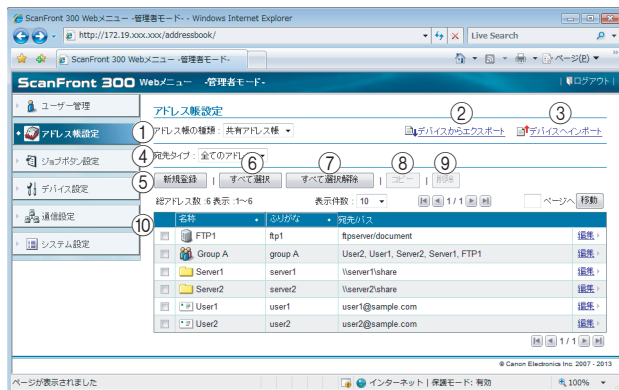 ScanFront 300 Webメニュー -管理者モード- - Windows Internet Explorer
http://172.19.xxx.xxx/addressbook/
Live Search
ScanFront 300 Webメニュー -管理者モード-
ページ(P)
ScanFront 300 Webメニュー -管理者モード-
ログアウト
ユーザー管理
アドレス帳設定
ジョブボタン設定
デバイス設定
通信設定
システム設定
アドレス帳設定
② ③
① アドレス帳の種類 : 共有アドレス帳
デバイスからエクスポート デバイスへインポート
④ 宛先タイプ : 全てのアドレ
⑥ ⑦ ⑧ ⑨
⑤ 新規登録 | すべて選択 すべて選択解除 | コピー | 削除
総アドレス数 :6 表示 :1～6 表示件数 : 10 1 / 1 ページへ 移動
⑩ 名称 ふりがな 宛先/パス
FTP1 ftp1 ftpserver/document 編集
Group A group A User2, User1, Server2, Server1, FTP1 編集
Server1 server1 \\server1\share 編集
Server2 server2 \\server2\share 編集
User1 user1 user1@sample.com 編集
User2 user2 user2@sample.com 編集
1 / 1
© Canon Electronics Inc. 2007 - 2013
ページが表示されました
インターネット | 保護モード: 有効
100%